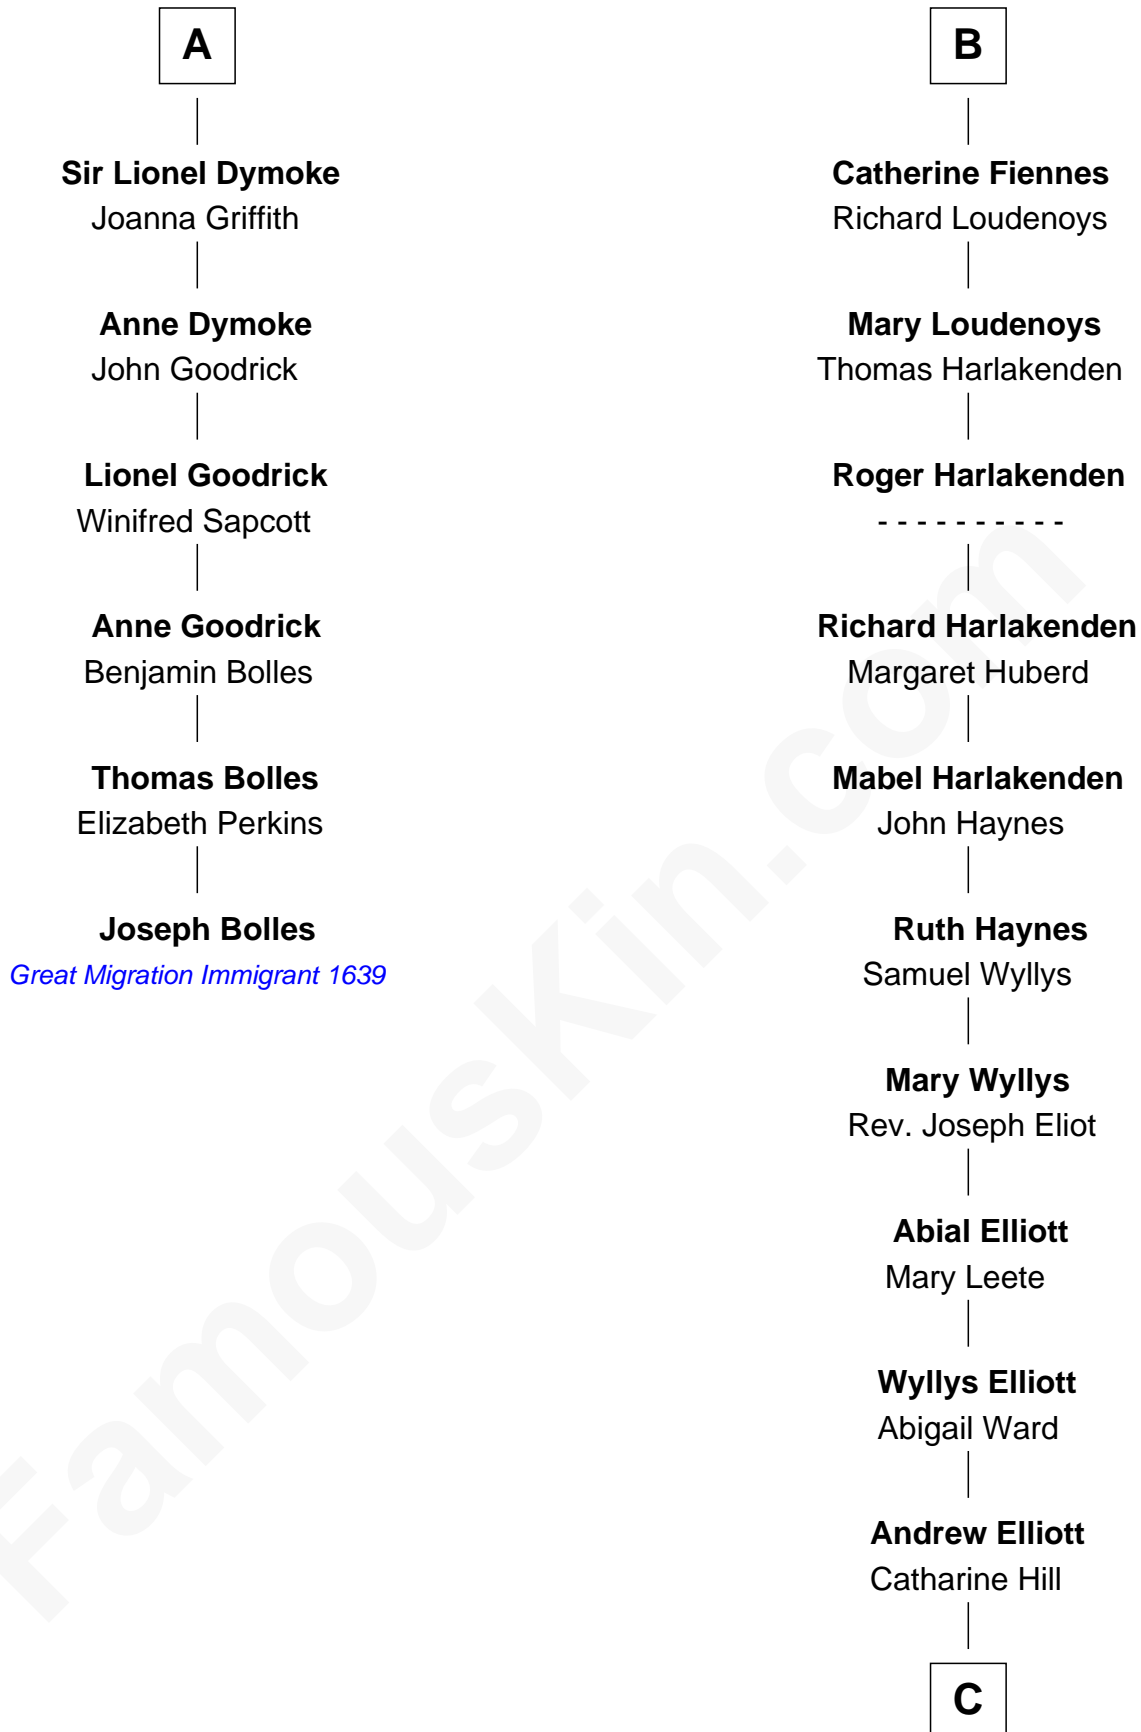 A
Sir Lionel Dymoke
Joanna Griffith
Anne Dymoke
John Goodrick
Lionel Goodrick
Winifred Sapcott
Anne Goodrick
Benjamin Bolles
Thomas Bolles
Elizabeth Perkins
Joseph Bolles
Great Migration Immigrant 1639
B
Catherine Fiennes
Richard Loudenoys
Mary Loudenoys
Thomas Harlakenden
Roger Harlakenden
- - - - - - - - - -
Richard Harlakenden
Margaret Huberd
Mabel Harlakenden
John Haynes
Ruth Haynes
Samuel Wyllys
Mary Wyllys
Rev. Joseph Eliot
Abial Elliott
Mary Leete
Wyllys Elliott
Abigail Ward
Andrew Elliott
Catharine Hill
C
FamousKin.com